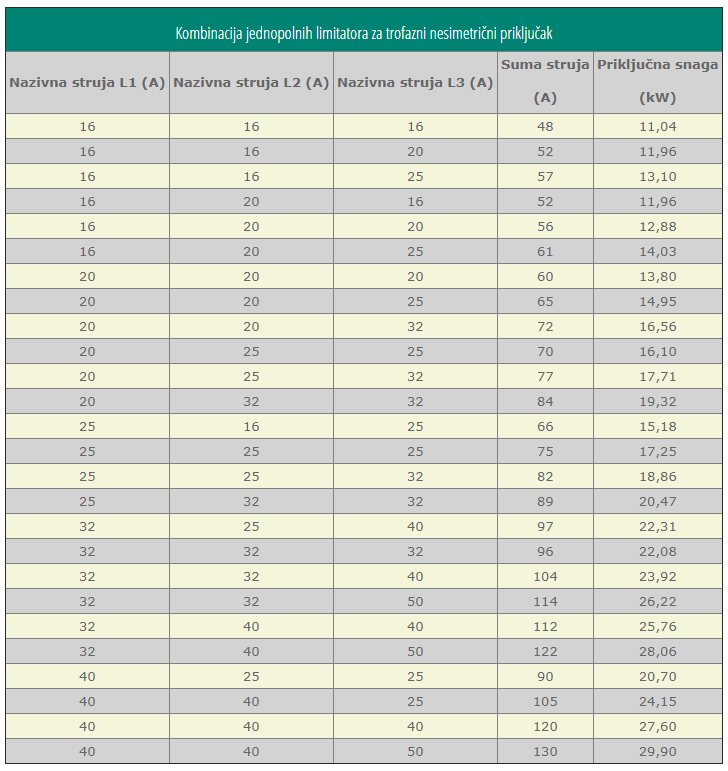 Kombinacija jednopolnih limitatora za trofazni nesimetrični priključak
Nazivna struja L1 (A) Nazivna struja L2 (A) Nazivna struja L3 (A) Suma struja (A) Priključna snaga (kW)
16 16 16 48 11,04
16 16 20 52 11,96
16 16 25 57 13,10
16 20 16 52 11,96
16 20 20 56 12,88
16 20 25 61 14,03
20 20 20 60 13,80
20 20 25 65 14,95
20 20 32 72 16,56
20 25 25 70 16,10
20 25 32 77 17,71
20 32 32 84 19,32
25 16 25 66 15,18
25 25 25 75 17,25
25 25 32 82 18,86
25 32 32 89 20,47
32 25 40 97 22,31
32 32 32 96 22,08
32 32 40 104 23,92
32 32 50 114 26,22
32 40 40 112 25,76
32 40 50 122 28,06
40 25 25 90 20,70
40 40 25 105 24,15
40 40 40 120 27,60
40 40 50 130 29,90